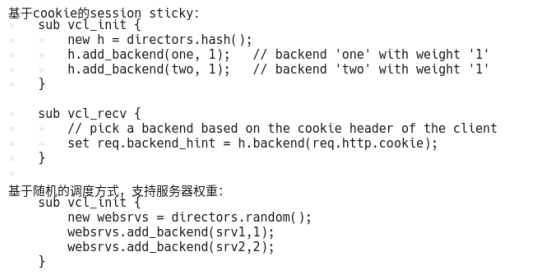 基于cookie的session sticky:
sub vcl_init {
new h = directors.hash();
h.add_backend(one, 1);   // backend 'one' with weight '1'
h.add_backend(two, 1);   // backend 'two' with weight '1'
}
sub vcl_recv {
// pick a backend based on the cookie header of the client
set req.backend_hint = h.backend(req.http.cookie);
}
基于随机的调度方式，支持服务器权重:
sub vcl_init {
new websrvs = directors.random();
websrvs.add_backend(srv1,1);
websrvs.add_backend(srv2,2);
}